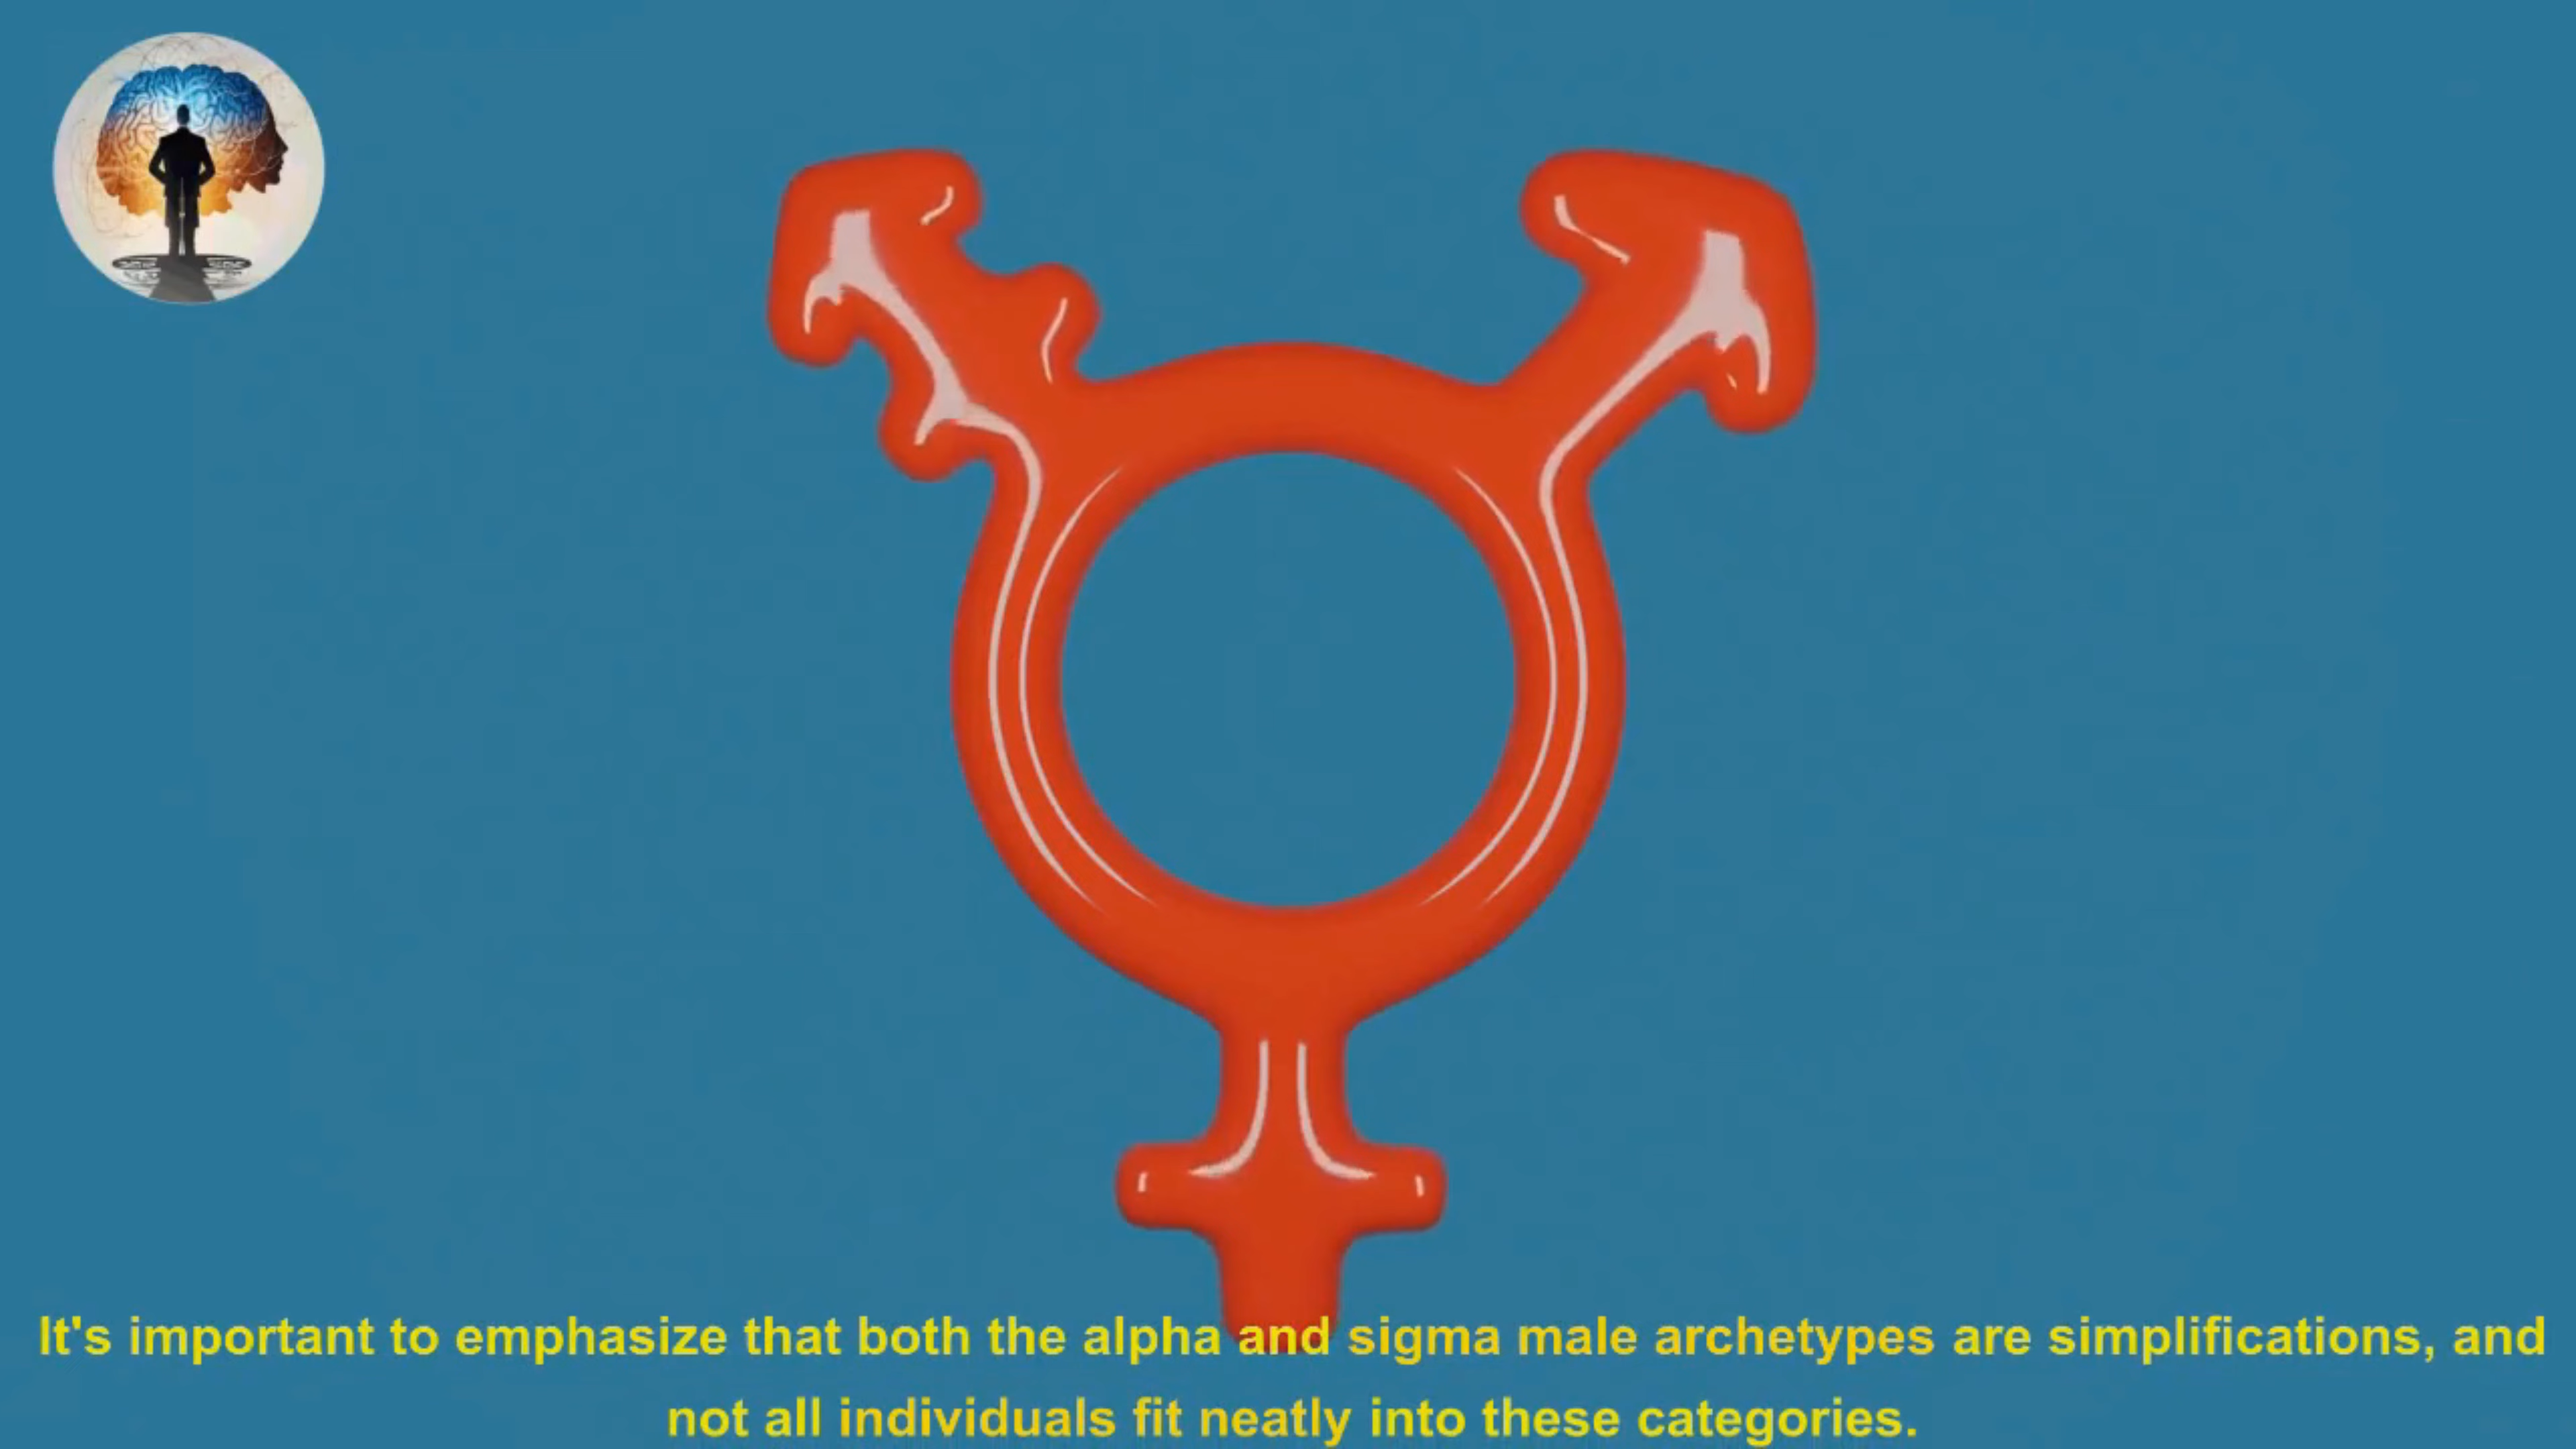 It's important to emphasize that both the alpha and sigma male archetypes are simplifications, and
not all individuals fit neatly into these categories.